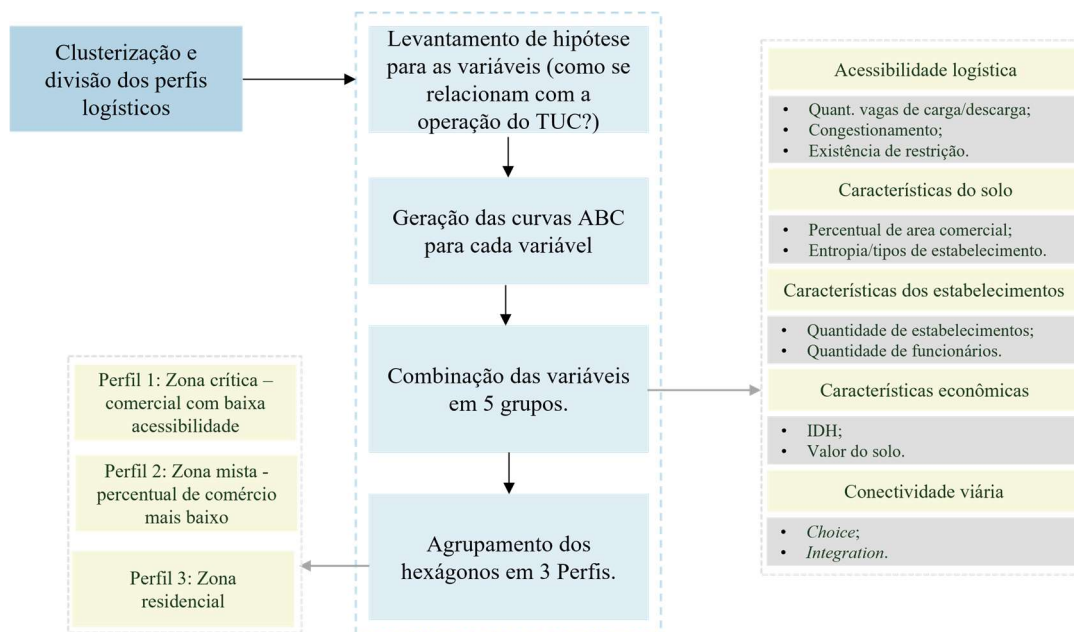 Clusterização e
divisão dos perfis
logísticos
Levantamento de hipótese
para as variáveis (como se
relacionam com a
operação do TUC?)
Geração das curvas ABC
para cada variável
Combinação das variáveis
em 5 grupos.
Agrupamento dos
hexágonos em 3 Perfis.
Acessibilidade logística
• Quant. vagas de carga/descarga;
• Congestionamento;
• Existência de restrição.
Características do solo
• Percentual de area comercial;
• Entropia/tipos de estabelecimento.
Características dos estabelecimentos
• Quantidade de estabelecimentos;
• Quantidade de funcionários.
Características econômicas
• IDH;
• Valor do solo.
Conectividade viária
• Choice;
• Integration.
Perfil 1: Zona crítica –
comercial com baixa
acessibilidade
Perfil 2: Zona mista -
percentual de comércio
mais baixo
Perfil 3: Zona
residencial